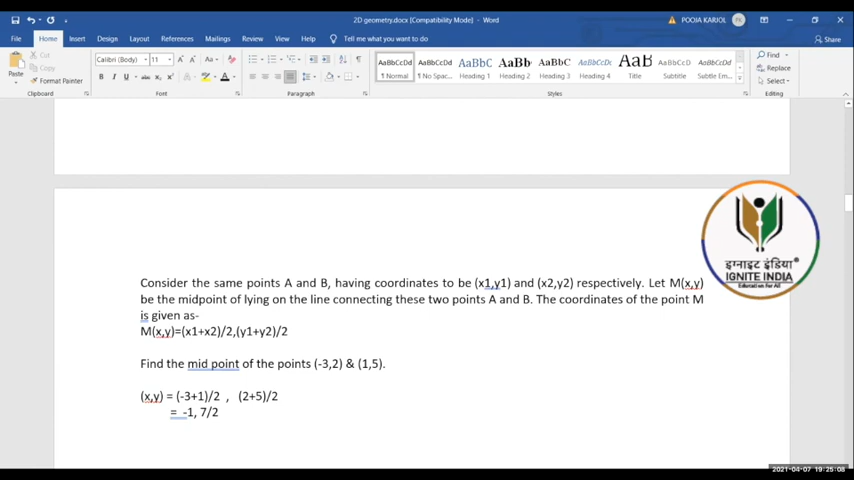 2D geometry.docx [Compatibility Mode] - Word
POOJA KARJOL PK
File Home Insert Design Layout References Mailings Review View Help Tell me what you want to do Share
Cut
Copy
Format Painter
Paste
Clipboard
Calibri (Body) 11
Font
Paragraph
AaBbCcDd AaBbCcDd AaBbC AaBb AaBbC AaBbCcDc AaB AaBbCcD AaBbCcDd
¶ Normal ¶ No Spac... Heading 1 Heading 2 Heading 3 Heading 4 Title Subtitle Subtle Em...
Styles
Find
Replace
Select
Editing
इग्नाइट इंडिया
IGNITE INDIA
Education For All
Consider the same points A and B, having coordinates to be (x1,y1) and (x2,y2) respectively. Let M(x,y)
be the midpoint of lying on the line connecting these two points A and B. The coordinates of the point M
is given as-
M(x,y)=(x1+x2)/2,(y1+y2)/2
Find the mid point of the points (-3,2) & (1,5).
(x,y) = (-3+1)/2 , (2+5)/2
= -1, 7/2
2021-04-07 19:25:08